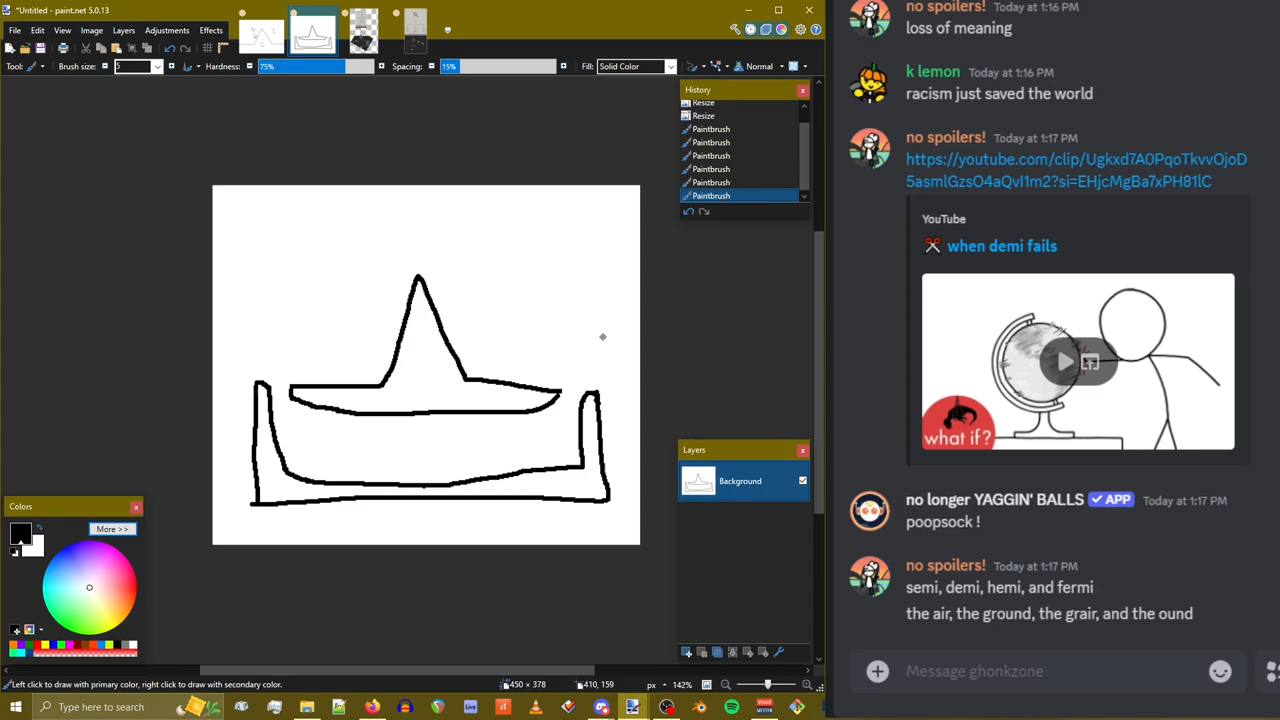 *Untitled - paint.net 5.0.13
File Edit View Image Layers Adjustments Effects
Tool: Brush size: 5 Hardness: 75% Spacing: 15% Fill: Solid Color Normal
History
Resize
Resize
Paintbrush
Paintbrush
Paintbrush
Paintbrush
Paintbrush
Paintbrush
Layers
Background
Colors
More >>
Left click to draw with primary color, right click to draw with secondary color.
450 × 378
410, 159
px
142%
Type here to search
Live
no spoilers! Today at 1:16 PM
loss of meaning
k lemon Today at 1:16 PM
racism just saved the world
no spoilers! Today at 1:17 PM
https://youtube.com/clip/Ugkxd7A0PqoTkvvOjoD
5asmlGzsO4aQvI1m2?si=EHjcMgBa7xPH81lC
YouTube
when demi fails
what if?
no longer YAGGIN' BALLS APP Today at 1:17 PM
poopsock !
no spoilers! Today at 1:17 PM
semi, demi, hemi, and fermi
the air, the ground, the grair, and the ound
Message ghonkzone